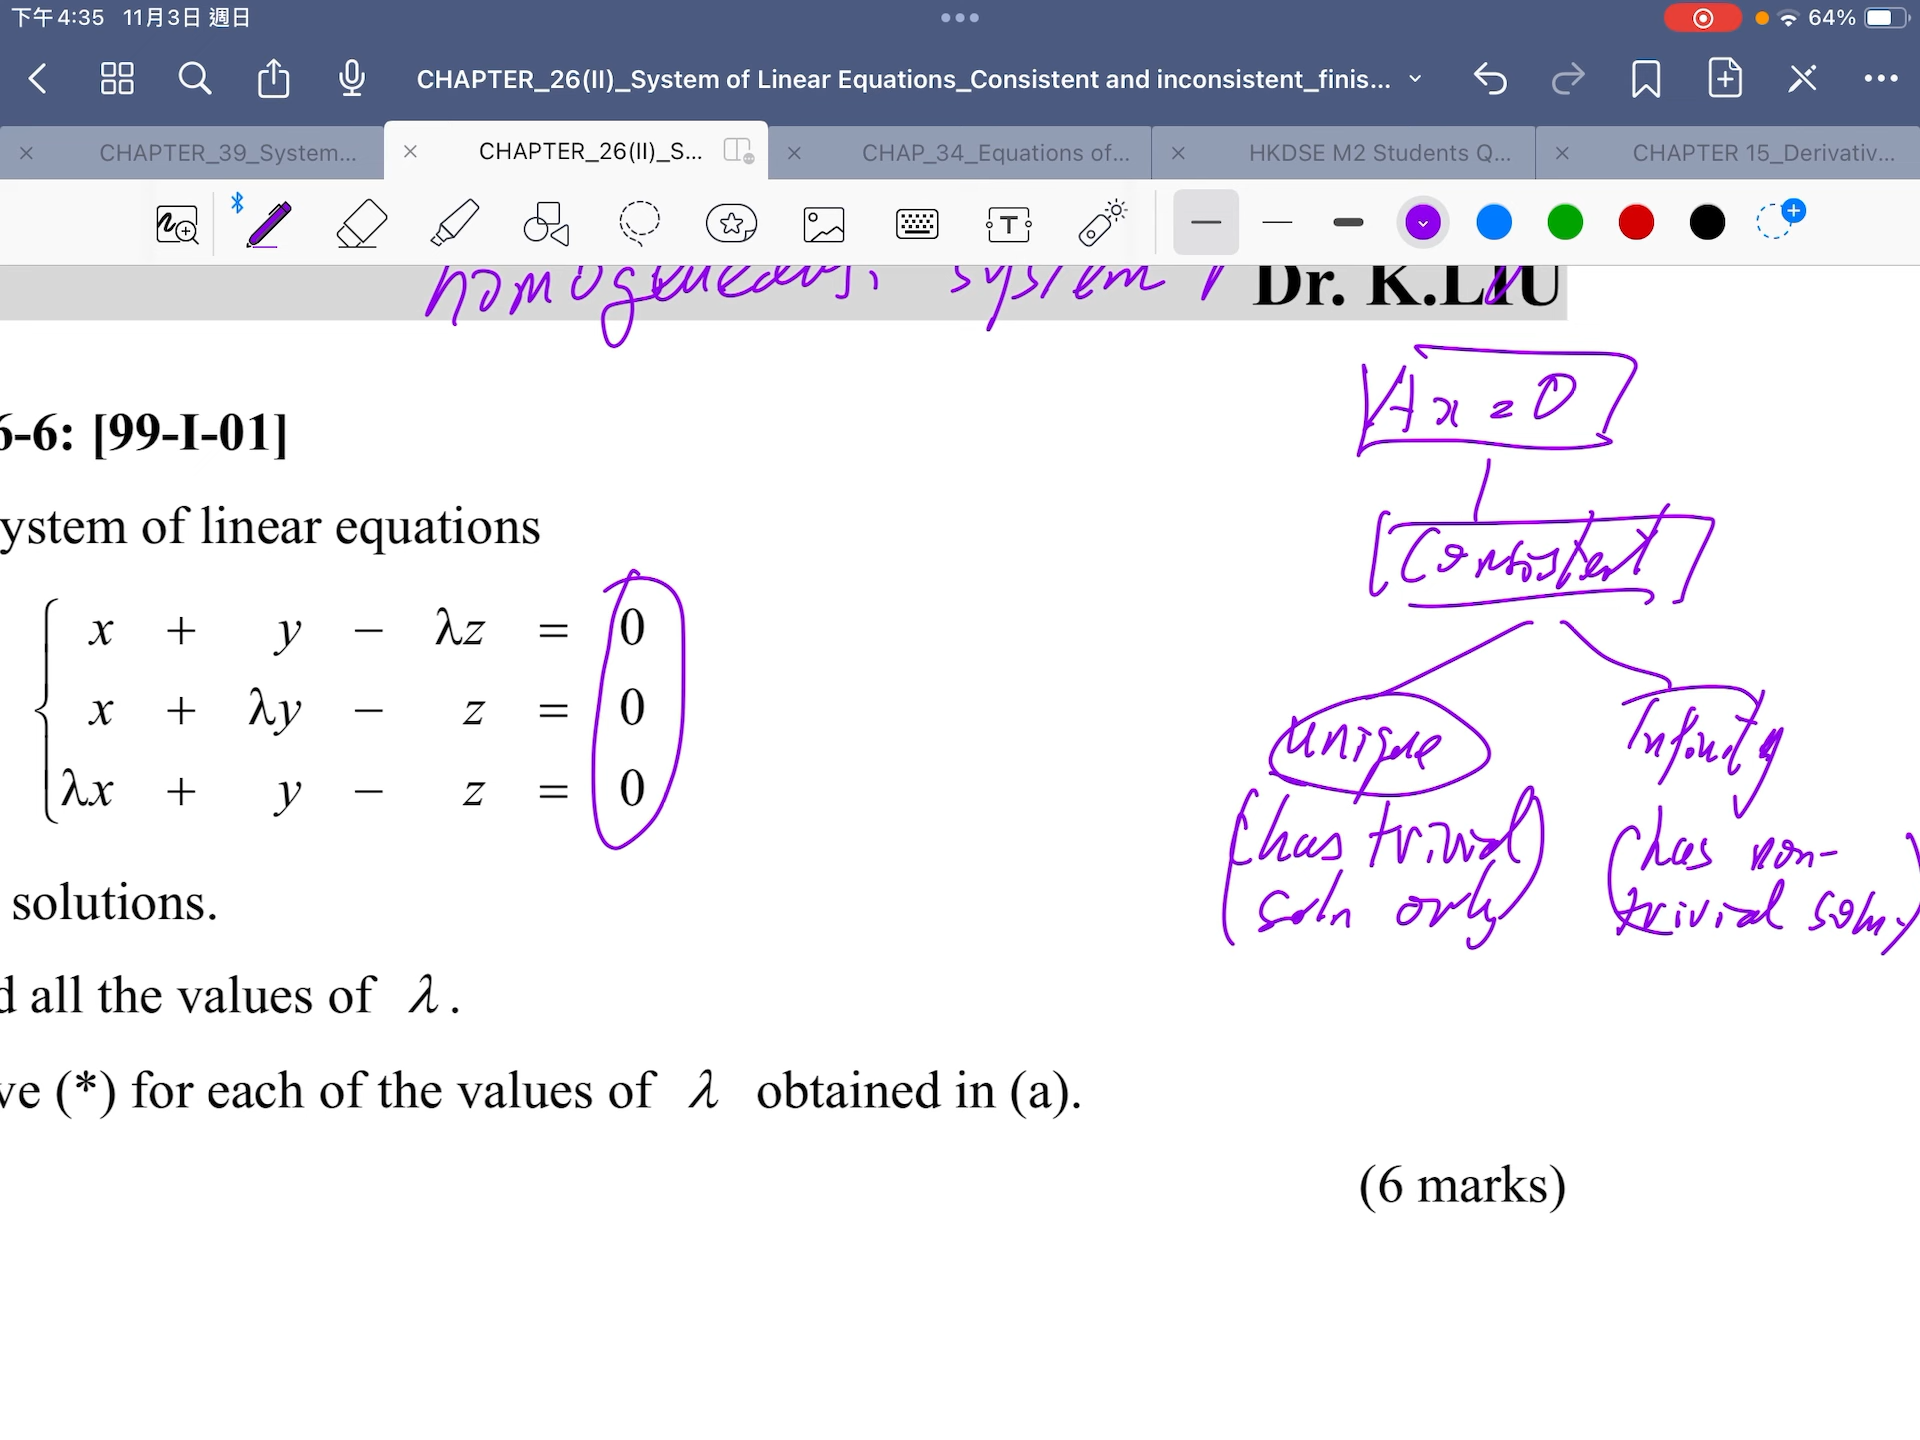 下午4:35 11月3日 週日
64%
CHAPTER_26(II)_System of Linear Equations_Consistent and inconsistent_finis...
CHAPTER_39_System...
CHAPTER_26(II)_S...
CHAP_34_Equations of...
HKDSE M2 Students Q...
CHAPTER 15_Derivativ...
homogeneous system
Dr. K.LIU
Ax = 0
6-6: [99-I-01]
ystem of linear equations
Consistent
x + y − λz = 0
x + λy − z = 0
λx + y − z = 0
unique
Infinity
(has trivial
soln only)
(has non-
trivial soln.)
solutions.
d all the values of λ.
ve (*) for each of the values of λ obtained in (a).
(6 marks)